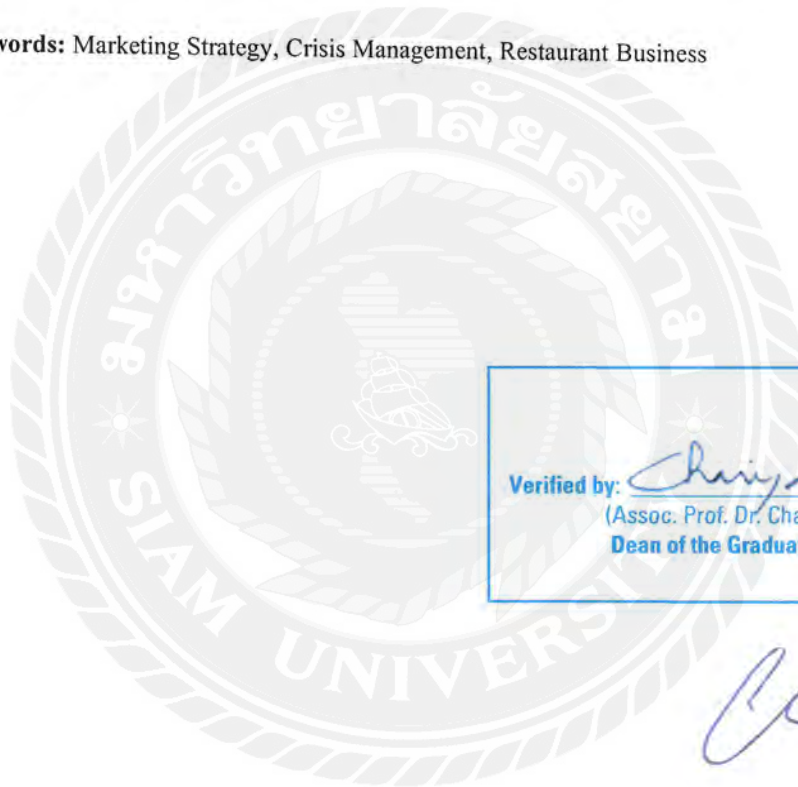 words: Marketing Strategy, Crisis Management, Restaurant Business
มหาวิทยาลัยสยาม
SIAM UNIVERSITY
Verified by:
(Assoc. Prof. Dr. Cha
Dean of the Gradua